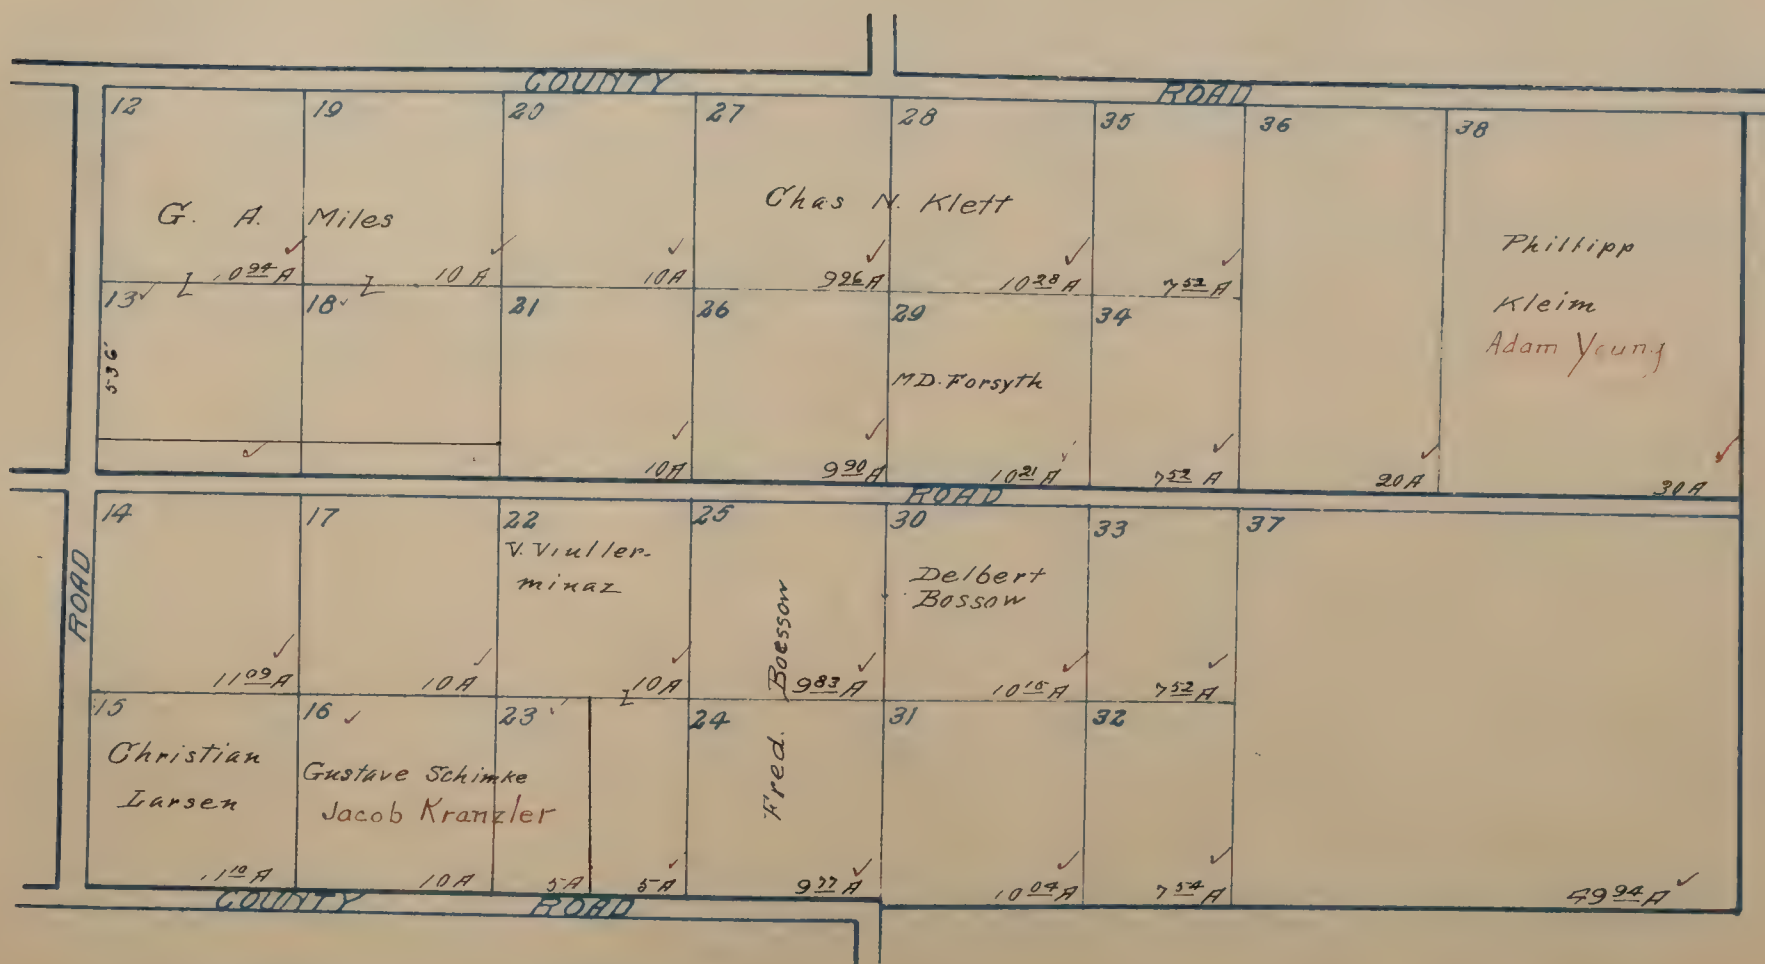 COUNTY ROAD
12 19 20 27 28 35 36 38
G. A. Miles
Chas N. Klett
Phillipp
Kleim
Adam Young
10 94 A 10 A 10 A 9 26 A 10 28 A 7 52 A
13 18 21 26 29 34
536'
M.D. Forsyth
10 A 9 90 A 10 21 A 7 52 A 20 A 30 A
ROAD
ROAD
14 17 22 25 30 33 37
V. Viuller-
minaz
Delbert
Bossow
11 09 A 10 A 10 A 9 83 A 10 15 A 7 52 A
15 16 23 24 31 32
Fred. Boessow
Christian
Larsen
Gustave Schimke
Jacob Kranzler
11 10 A 10 A 5 A 5 A 9 77 A 10 04 A 7 54 A 49 94 A
COUNTY ROAD